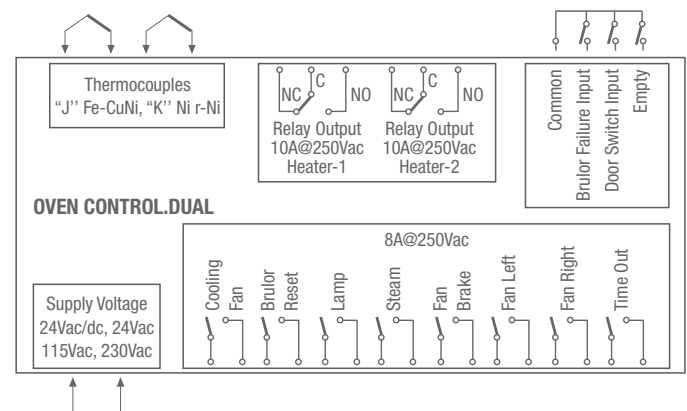 Thermocouples
“J’’ Fe-CuNi, “K’’ Ni r-Ni
NC
C
NO
NC
C
NO
Relay Output
10A@250Vac
Heater-1
Relay Output
10A@250Vac
Heater-2
Common
Brulor Failure Input
Door Switch Input
Empty
OVEN CONTROL.DUAL
8A@250Vac
Cooling
Fan
Brulor
Reset
Lamp
Steam
Fan
Brake
Fan Left
Fan Right
Time Out
Supply Voltage
24Vac/dc, 24Vac
115Vac, 230Vac